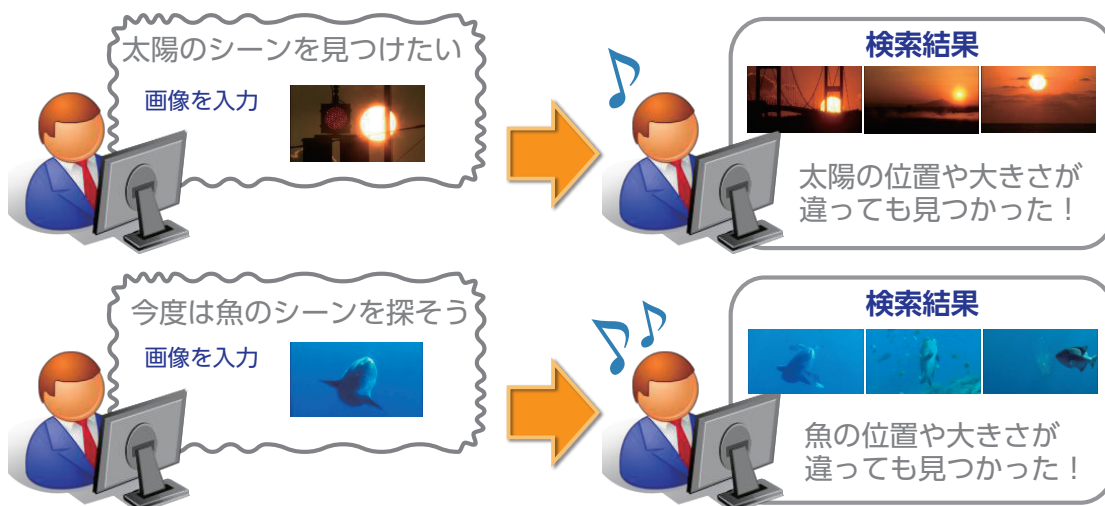 太陽のシーンを見つけたい
画像を入力
検索結果
太陽の位置や大きさが
違っても見つかった！
今度は魚のシーンを探そう
画像を入力
検索結果
魚の位置や大きさが
違っても見つかった！